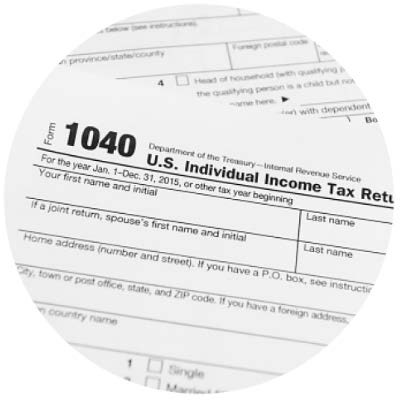 s below (see instructions).
Foreign postal code
n province/state/county
4 Head of household (with qualifying
the qualifying person is a child but not
name here. ▶
er) with dependent
1 Bo
Form 1040 Department of the Treasury—Internal Revenue Service
U.S. Individual Income Tax Retu
For the year Jan. 1–Dec. 31, 2015, or other tax year beginning
Your first name and initial
Last name
If a joint return, spouse's first name and initial
Last name
Home address (number and street). If you have a P.O. box, see instructi
City, town or post office, state, and ZIP code. If you have a foreign address,
n country name
1 Single
2 Married f